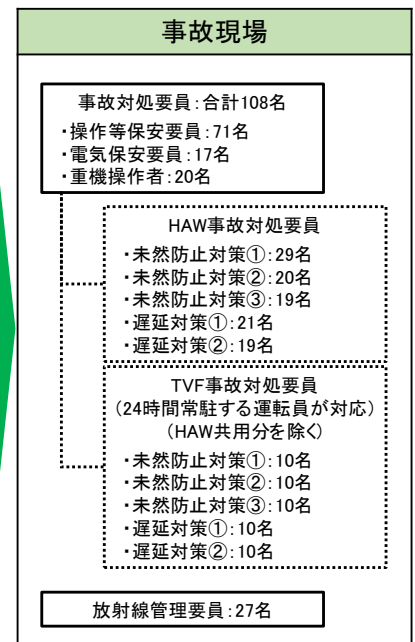 事故現場
事故対処要員:合計108名
・操作等保安要員:71名
・電気保安要員:17名
・重機操作者:20名
HAW事故対処要員
・未然防止対策①:29名
・未然防止対策②:20名
・未然防止対策③:19名
・遅延対策①:21名
・遅延対策②:19名
TVF事故対処要員
(24時間常駐する運転員が対応)
(HAW共用分を除く)
・未然防止対策①:10名
・未然防止対策②:10名
・未然防止対策③:10名
・遅延対策①:10名
・遅延対策②:10名
放射線管理要員:27名